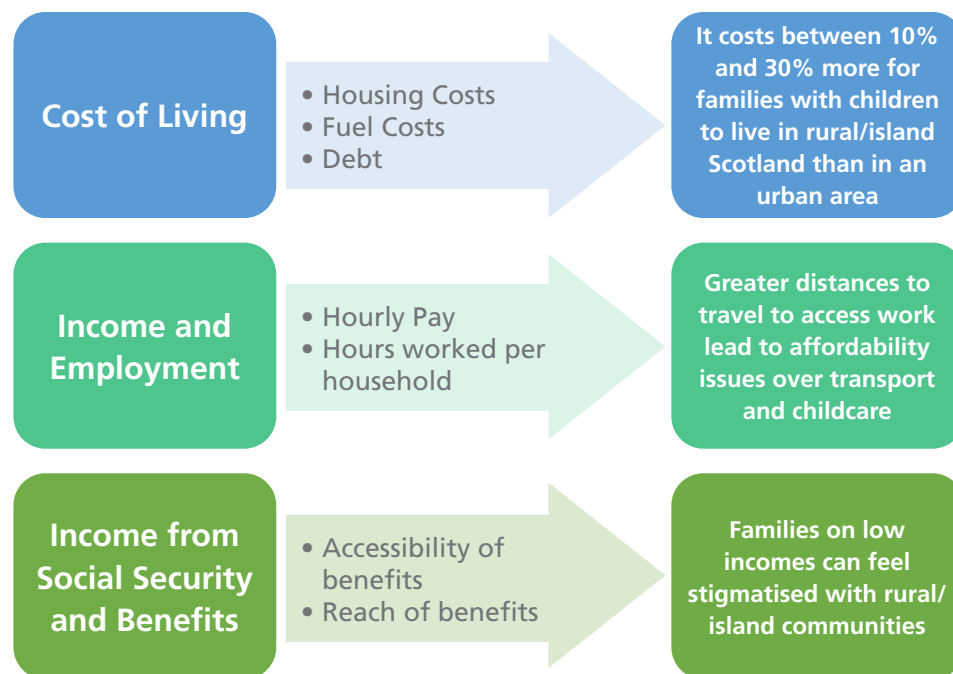 Cost of Living
• Housing Costs
• Fuel Costs
• Debt
It costs between 10%
and 30% more for
families with children
to live in rural/island
Scotland than in an
urban area
Income and
Employment
• Hourly Pay
• Hours worked per
household
Greater distances to
travel to access work
lead to affordability
issues over transport
and childcare
Income from
Social Security
and Benefits
• Accessibility of
benefits
• Reach of benefits
Families on low
incomes can feel
stigmatised with rural/
island communities